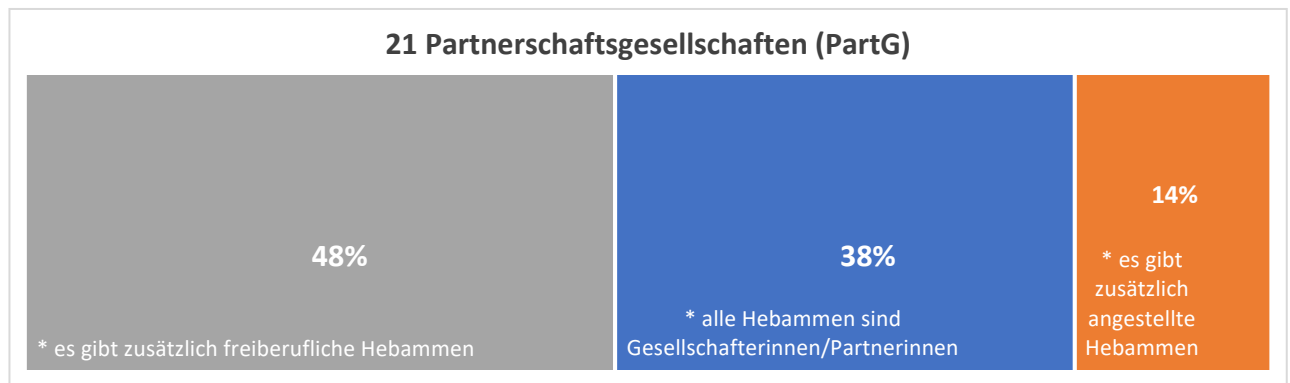 21 Partnerschaftsgesellschaften (PartG)
48%
* es gibt zusätzlich freiberufliche Hebammen
38%
* alle Hebammen sind
Gesellschafterinnen/Partnerinnen
14%
* es gibt
zusätzlich
angestellte
Hebammen